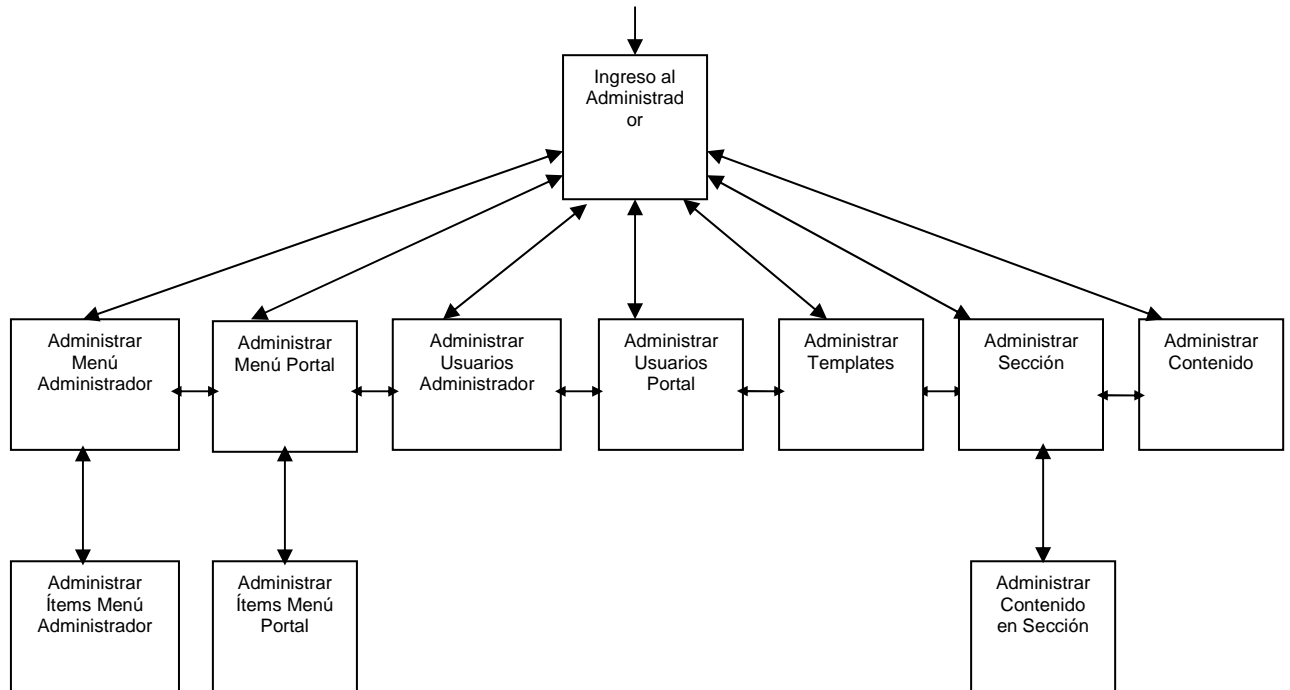 Ingreso al
Administrad
or
Administrar
Menú
Administrador
Administrar
Menú Portal
Administrar
Usuarios
Administrador
Administrar
Usuarios
Portal
Administrar
Templates
Administrar
Sección
Administrar
Contenido
Administrar
Ítems Menú
Administrador
Administrar
Ítems Menú
Portal
Administrar
Contenido
en Sección